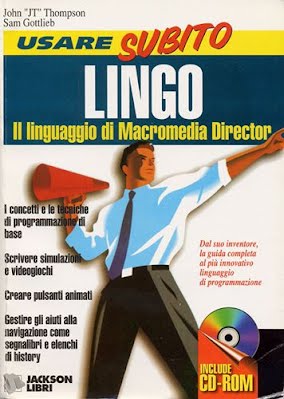 John "JT" Thompson
Sam Gottlieb
USARE SUBITO
LINGO
Il linguaggio di Macromedia Director
I concetti e le tecniche
di programmazione di
base
Scrivere simulazioni
e videogiochi
Creare pulsanti animati
Gestire gli aiuti alla
navigazione come
segnalibri e elenchi
di history
Dal suo inventore,
la guida completa
al più innovativo
linguaggio
di programmazione
INCLUDE
CD-ROM
JACKSON
LIBRI